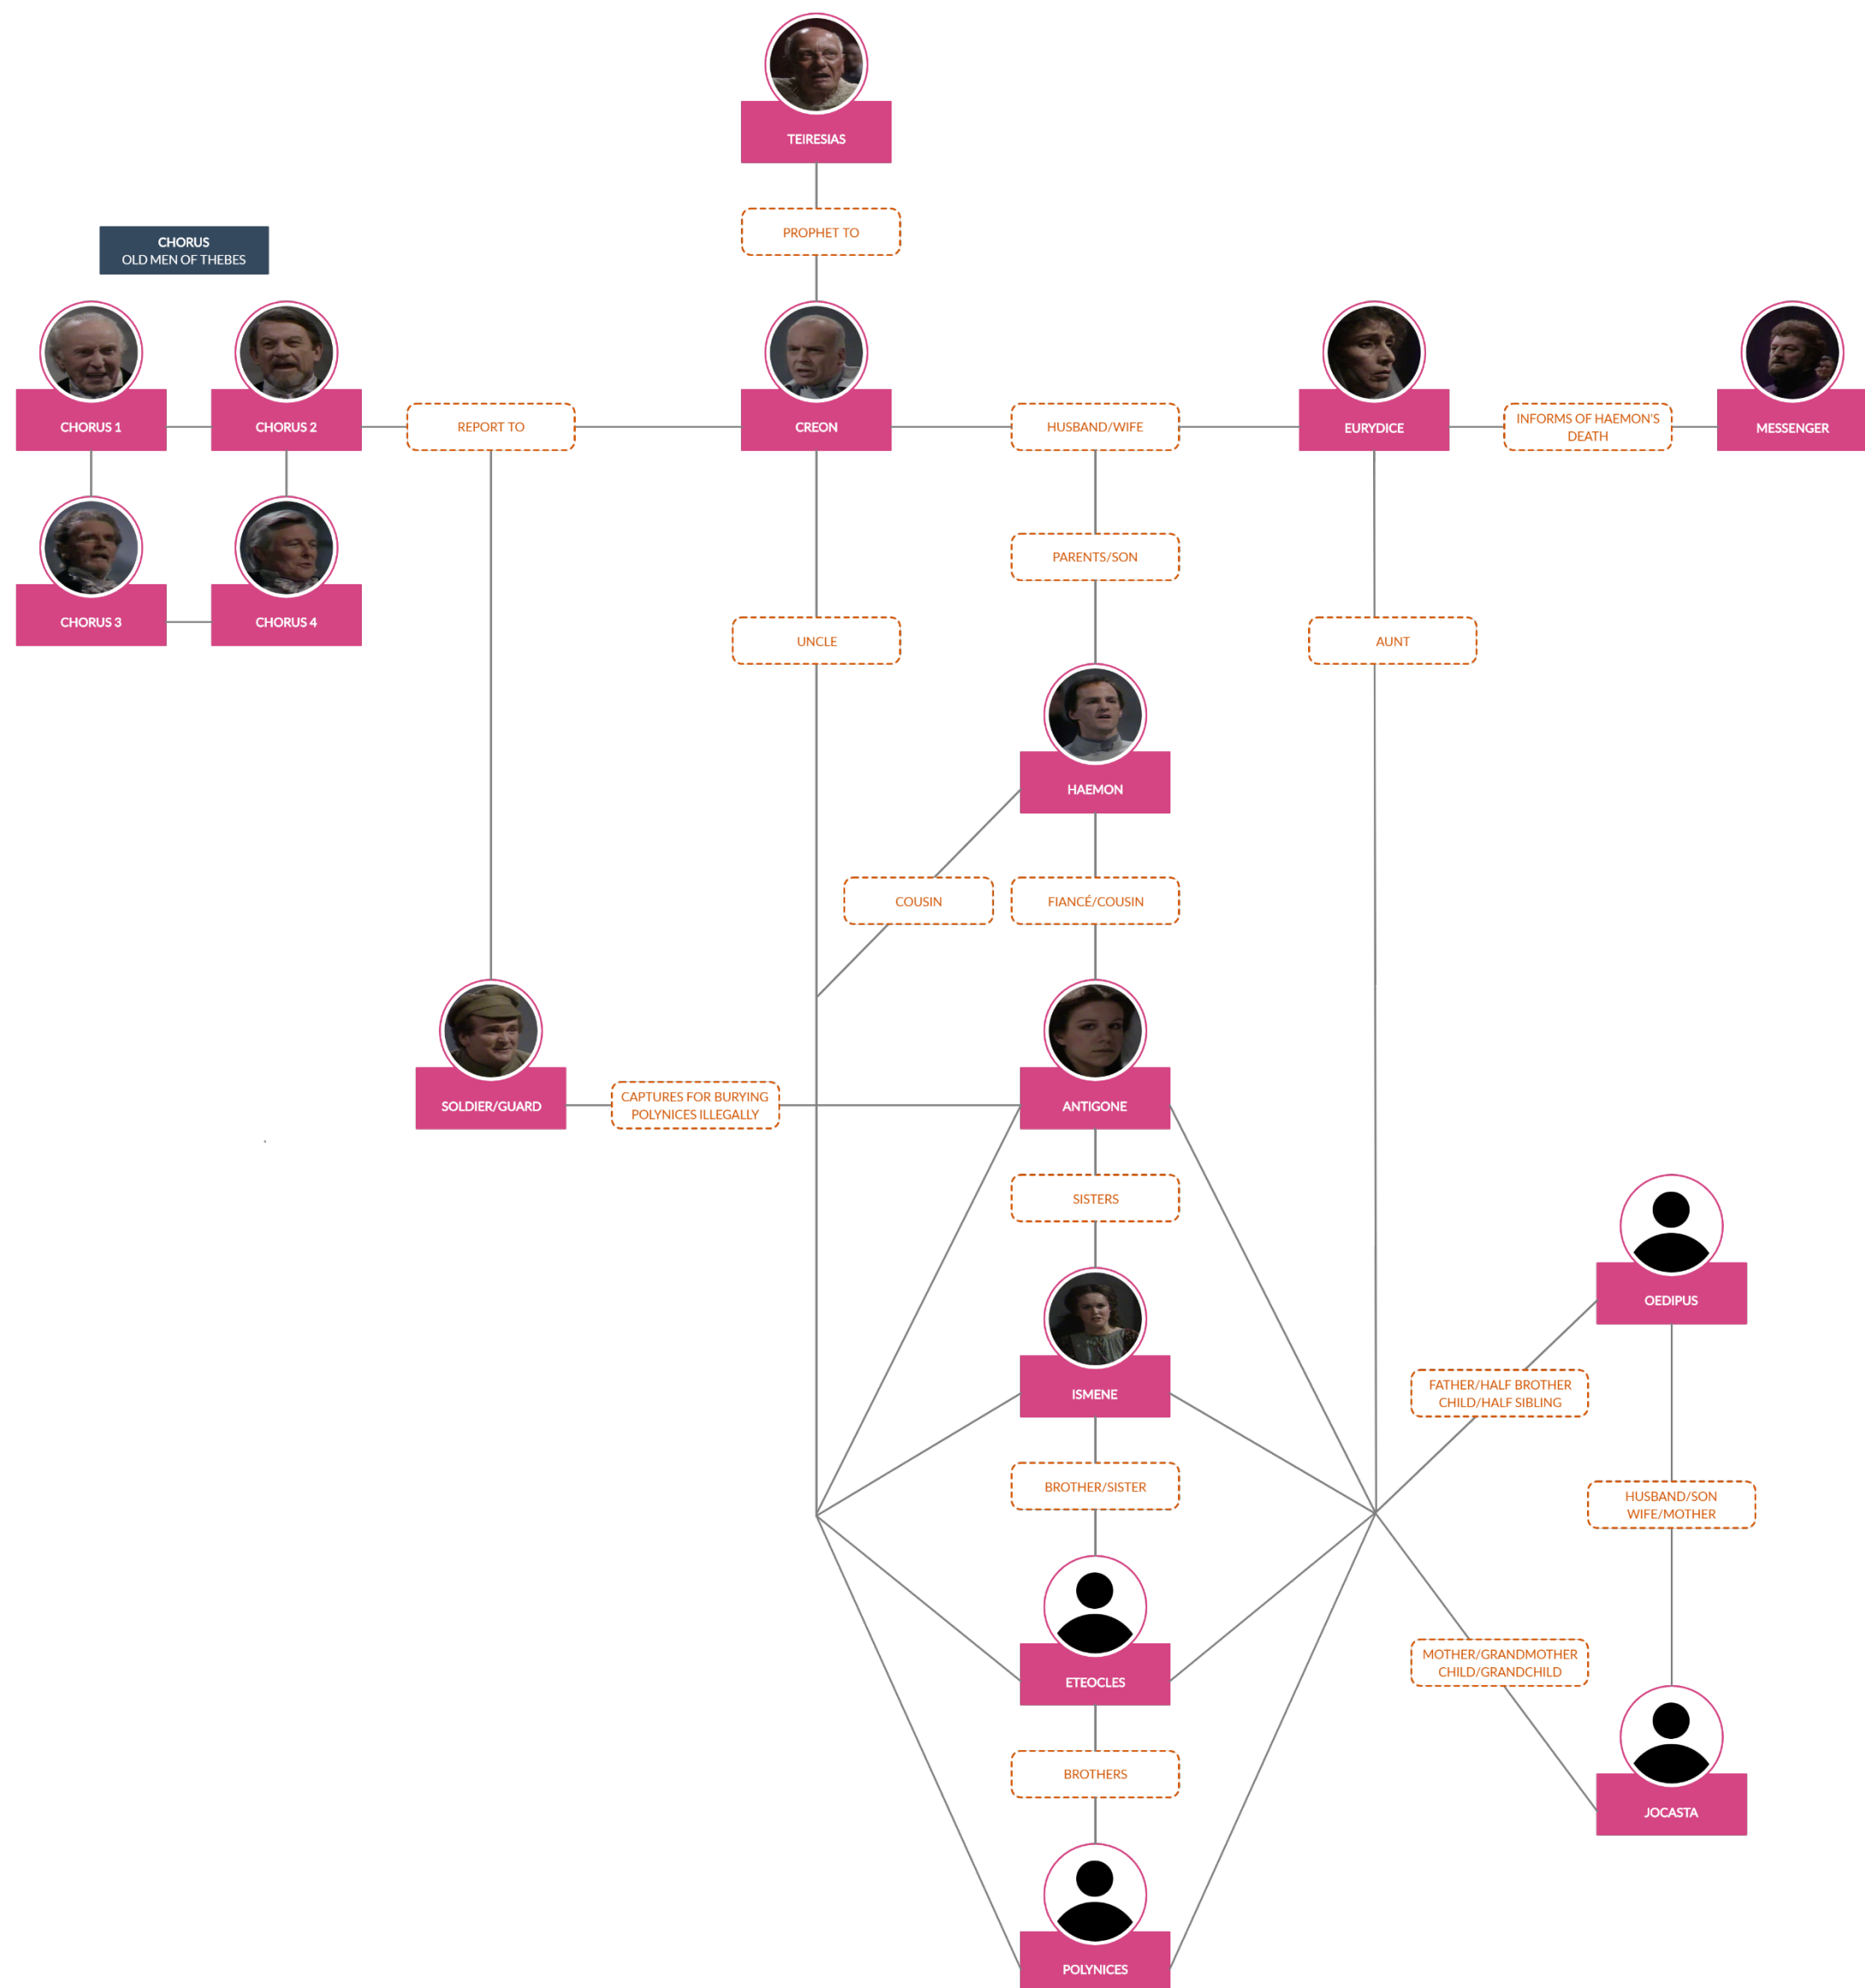 TEIRESIAS
PROPHET TO
CHORUS
OLD MEN OF THEBES
CHORUS 1
CHORUS 2
REPORT TO
CREON
HUSBAND/WIFE
EURYDICE
INFORMS OF HAEMON'S
DEATH
MESSENGER
PARENTS/SON
CHORUS 3
CHORUS 4
UNCLE
AUNT
HAEMON
COUSIN
FIANCÉ/COUSIN
SOLDIER/GUARD
CAPTURES FOR BURYING
POLYNICES ILLEGALLY
ANTIGONE
SISTERS
OEDIPUS
ISMENE
FATHER/HALF BROTHER
CHILD/HALF SIBLING
BROTHER/SISTER
HUSBAND/SON
WIFE/MOTHER
ETEOCLES
MOTHER/GRANDMOTHER
CHILD/GRANDCHILD
BROTHERS
JOCASTA
POLYNICES